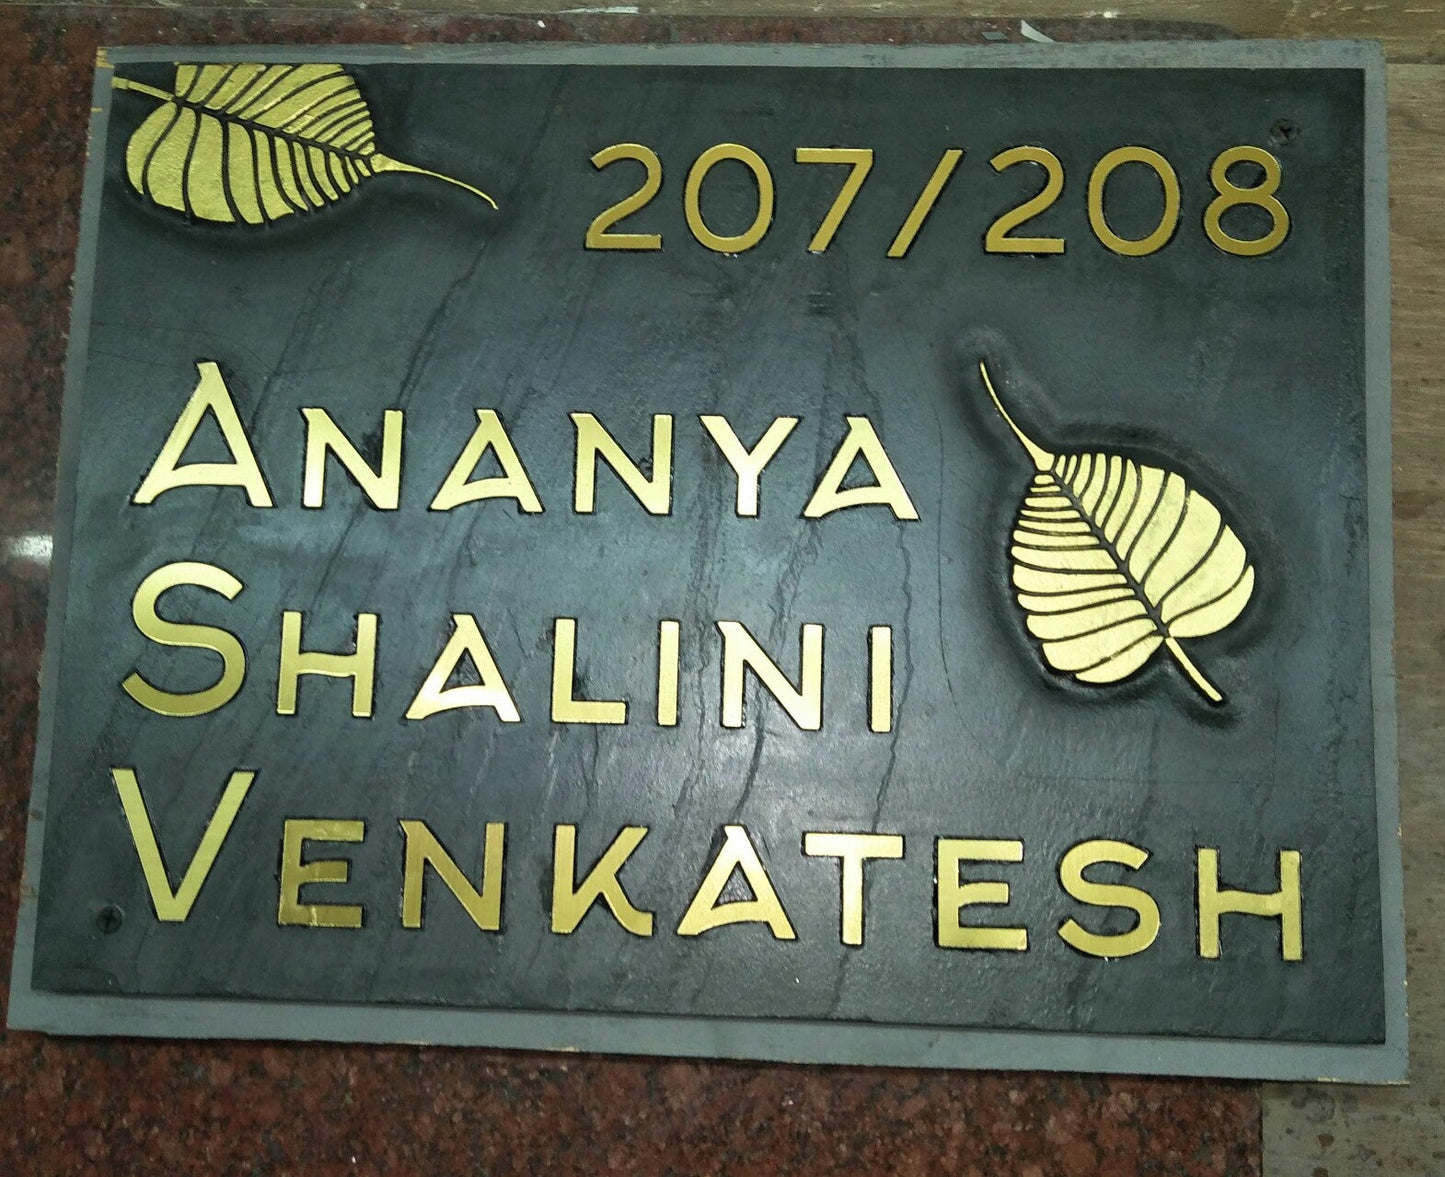 207/208
ANANYA
SHALINI
VENKATESH